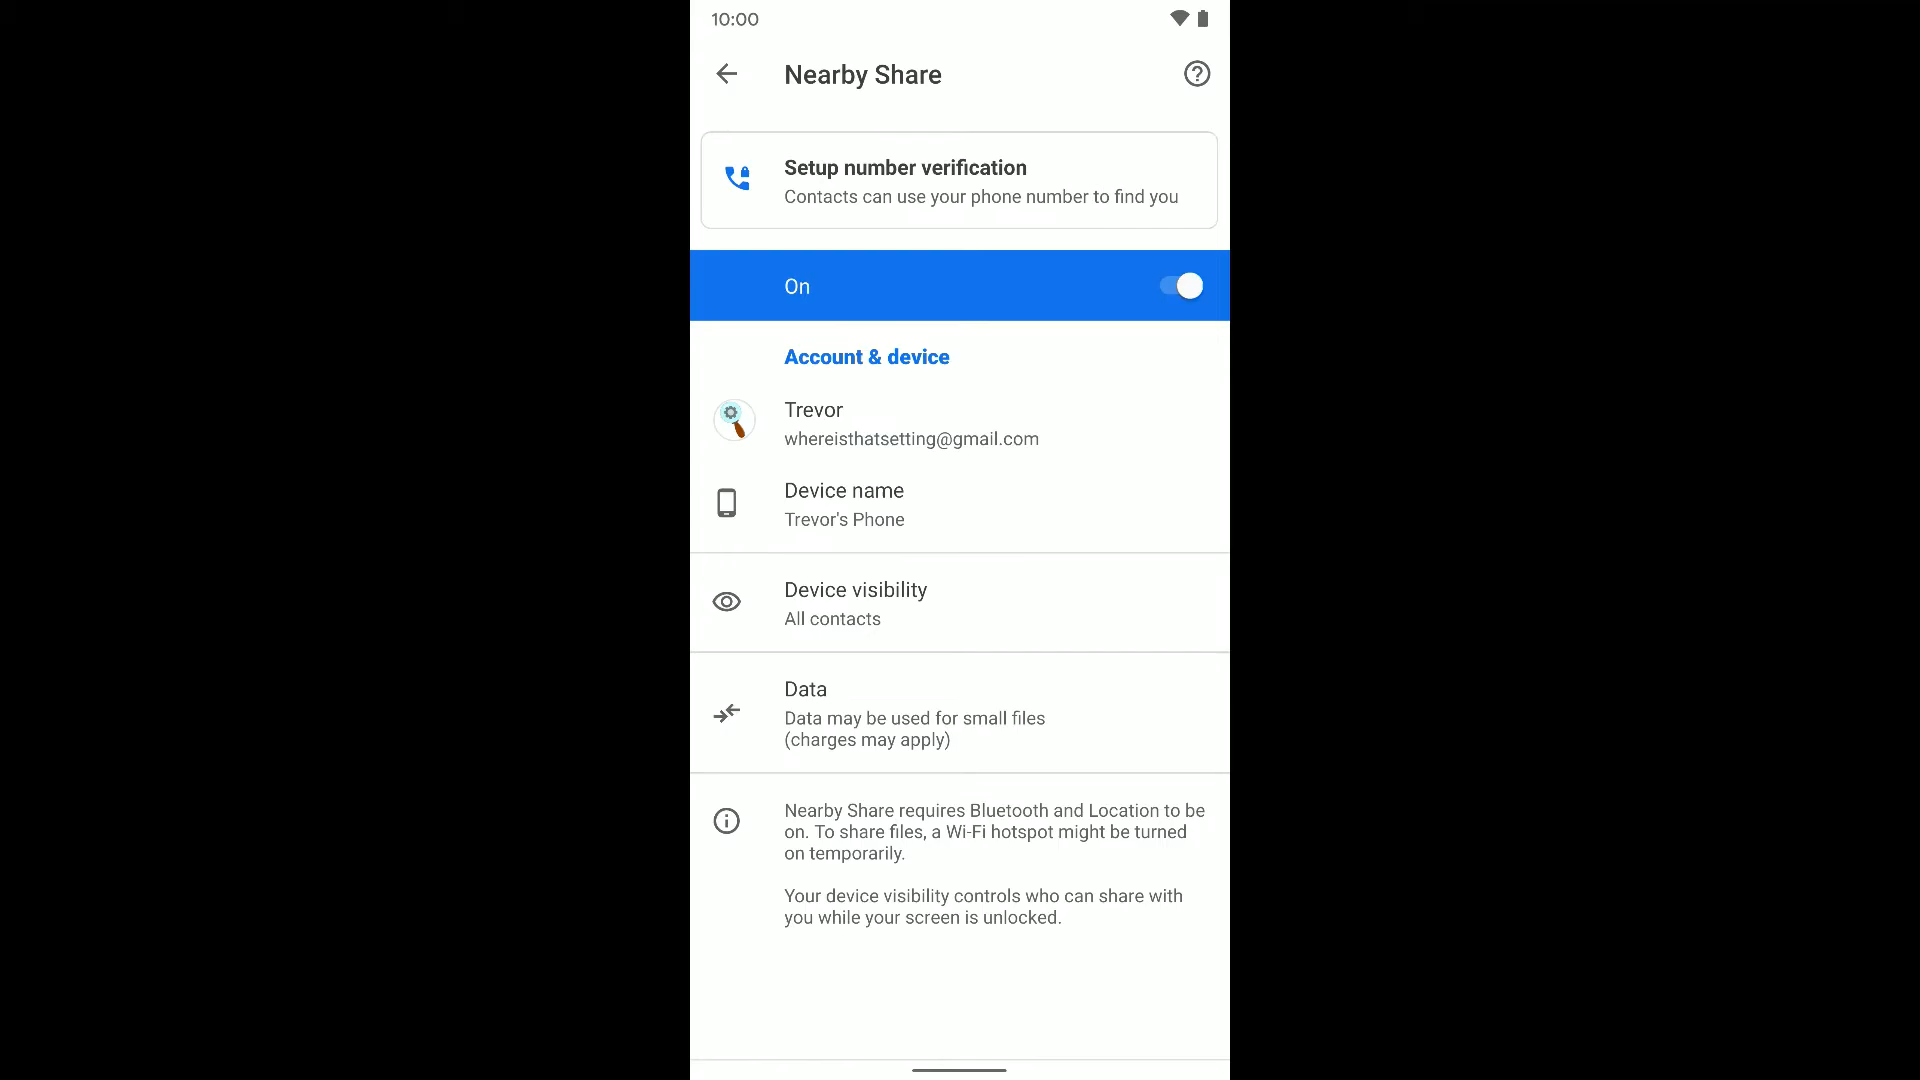 10:00
Nearby Share
Setup number verification
Contacts can use your phone number to find you
On
Account & device
Trevor
whereisthatsetting@gmail.com
Device name
Trevor's Phone
Device visibility
All contacts
Data
Data may be used for small files
(charges may apply)
Nearby Share requires Bluetooth and Location to be
on. To share files, a Wi-Fi hotspot might be turned
on temporarily.
Your device visibility controls who can share with
you while your screen is unlocked.